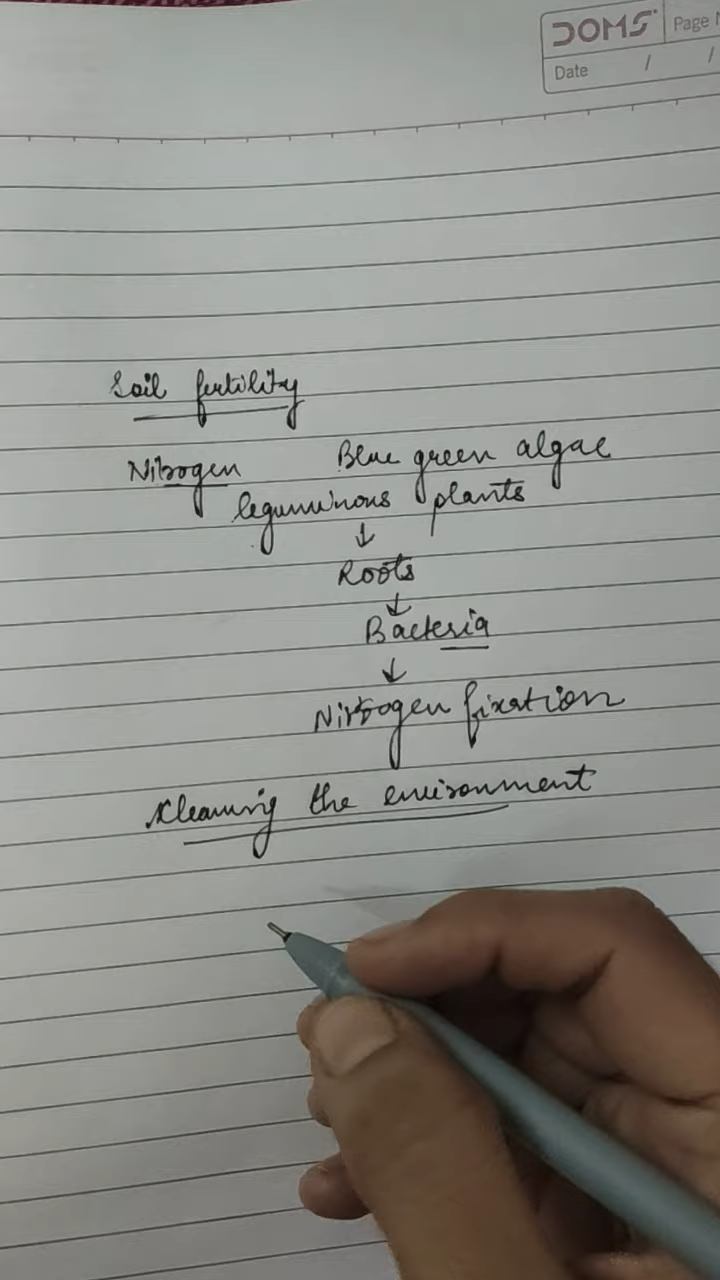 DOMS Page N
Date / /
Soil fertility
Nitrogen Blue green algae
leguminous plants
↓
Roots
↓
Bacteria
↓
Nitrogen fixation
Cleaning the environment